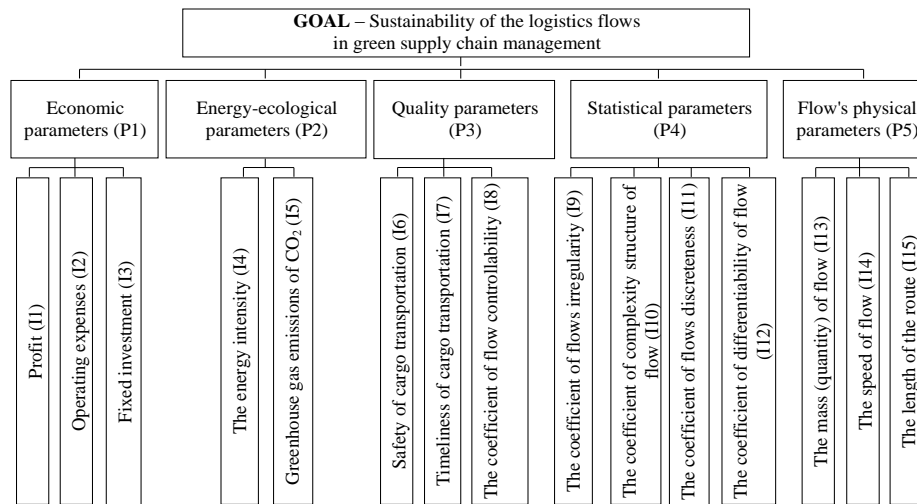 GOAL – Sustainability of the logistics flows
in green supply chain management
Economic
parameters (P1)
Energy-ecological
parameters (P2)
Quality parameters
(P3)
Statistical parameters
(P4)
Flow's physical
parameters (P5)
Profit (I1)
Operating expenses (I2)
Fixed investment (I3)
The energy intensity (I4)
Greenhouse gas emissions of CO₂ (I5)
Safety of cargo transportation (I6)
Timeliness of cargo transportation (I7)
The coefficient of flow controllability (I8)
The coefficient of flows irregularity (I9)
The coefficient of complexity structure of
flow (I10)
The coefficient of flows discreteness (I11)
The coefficient of differentiability of flow
(I12)
The mass (quantity) of flow (I13)
The speed of flow (I14)
The length of the route (I15)